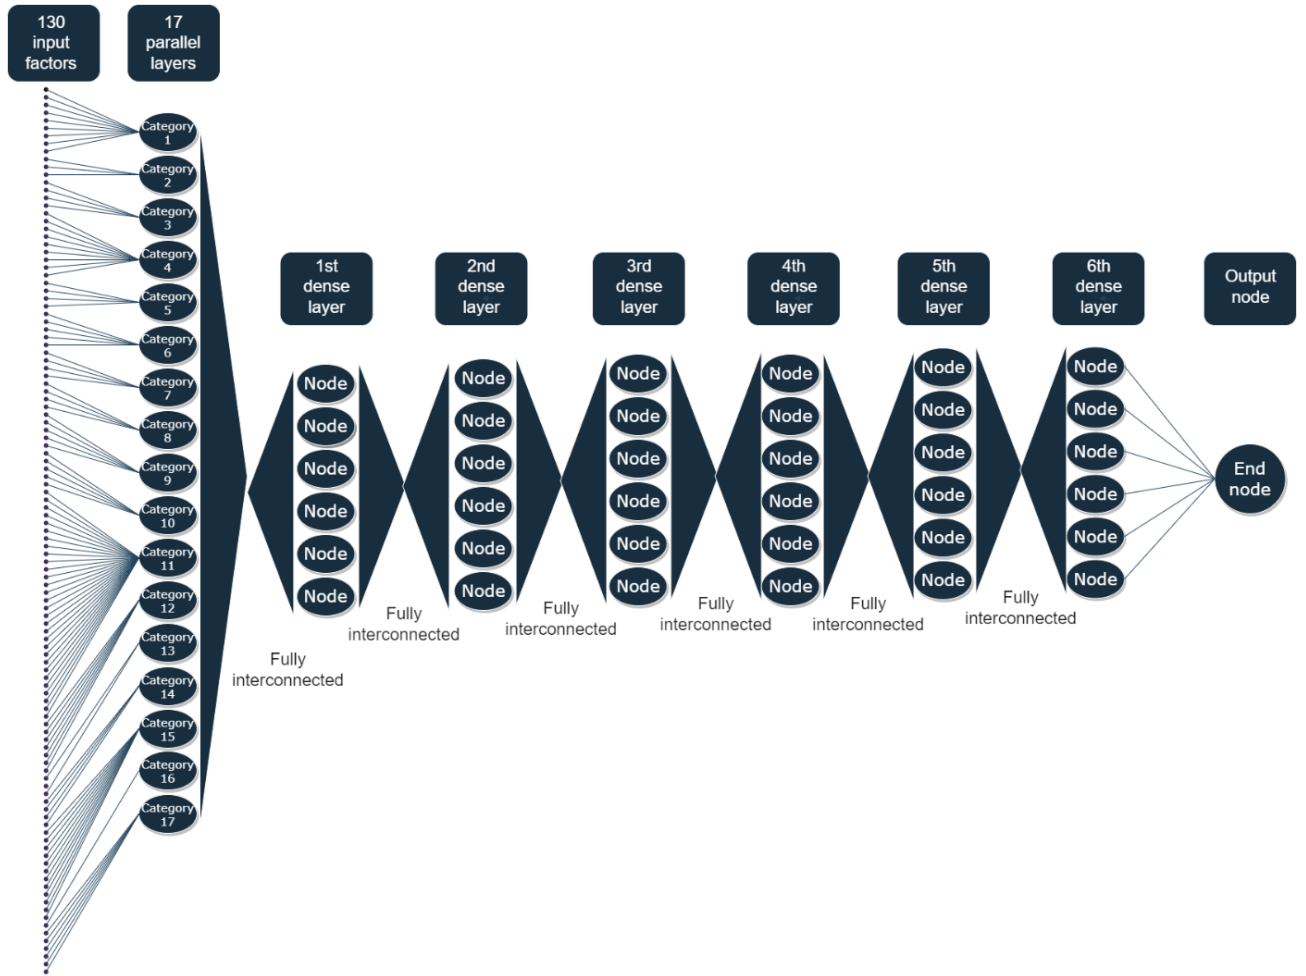 130
input
factors
17
parallel
layers
Category
1
Category
2
Category
3
Category
4
Category
5
Category
6
Category
7
Category
8
Category
9
Category
10
Category
11
Category
12
Category
13
Category
14
Category
15
Category
16
Category
17
Fully
interconnected
1st
dense
layer
Node
Node
Node
Node
Node
Node
Fully
interconnected
2nd
dense
layer
Node
Node
Node
Node
Node
Node
Fully
interconnected
3rd
dense
layer
Node
Node
Node
Node
Node
Node
Fully
interconnected
4th
dense
layer
Node
Node
Node
Node
Node
Node
Fully
interconnected
5th
dense
layer
Node
Node
Node
Node
Node
Node
Fully
interconnected
6th
dense
layer
Node
Node
Node
Node
Node
Node
Output
node
End
node